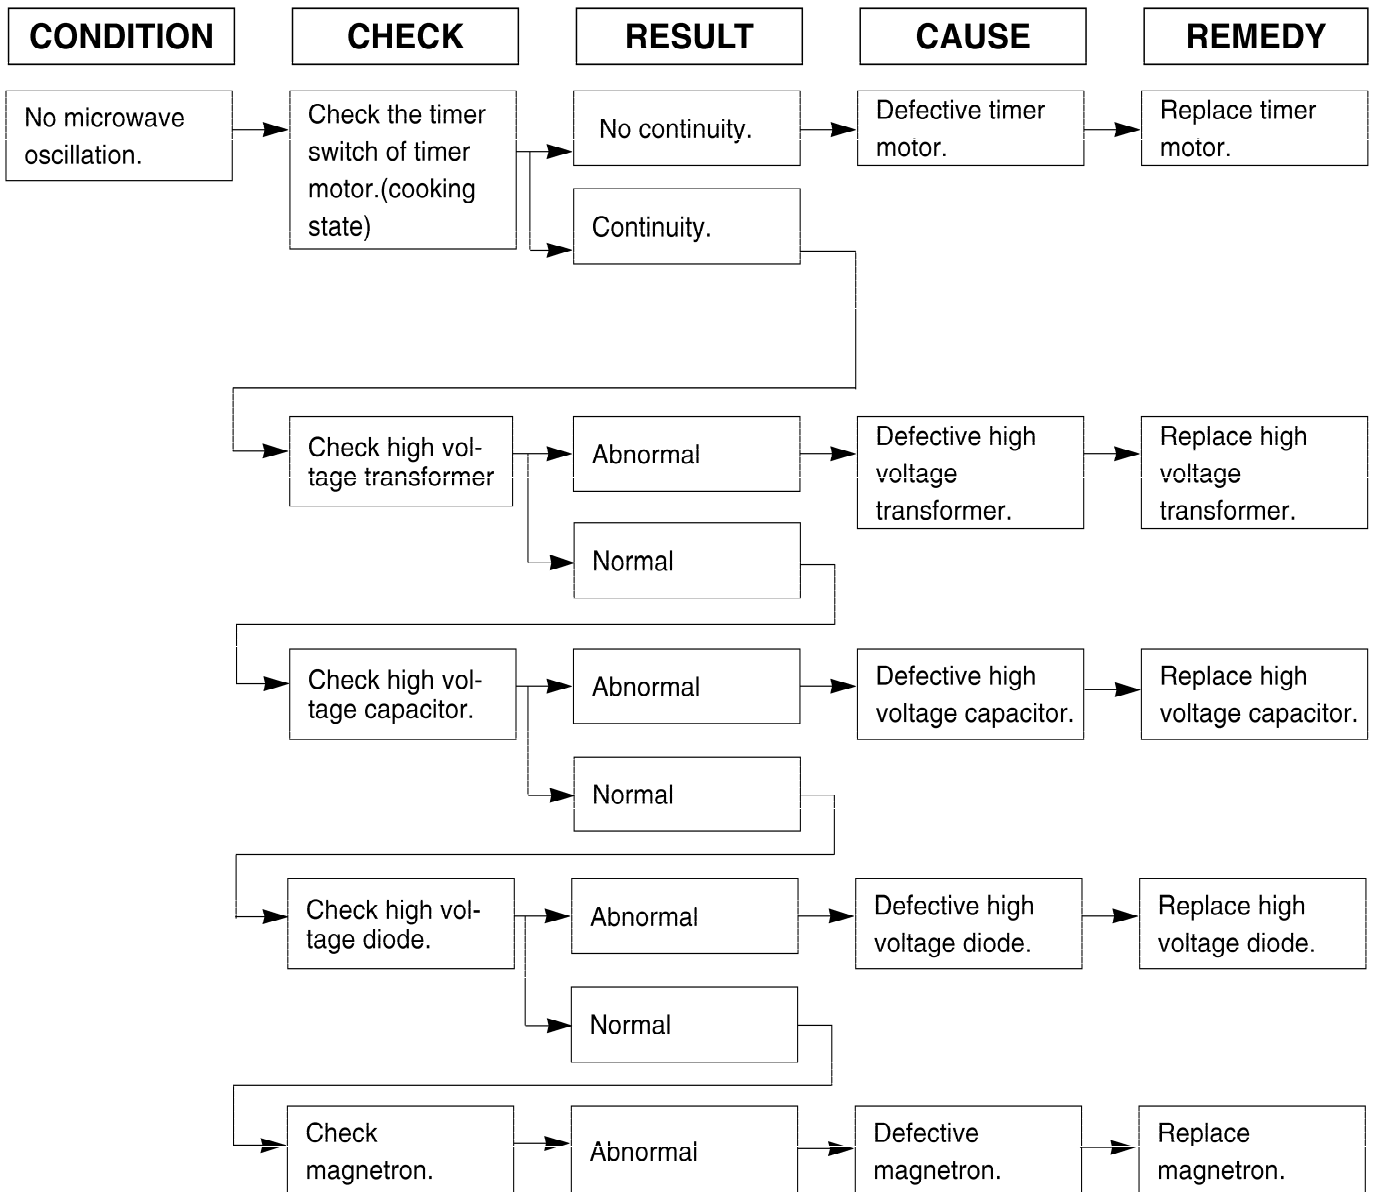 CONDITION
CHECK
RESULT
CAUSE
REMEDY
No microwave
oscillation.
Check the timer
switch of timer
motor.(cooking
state)
No continuity.
Defective timer
motor.
Replace timer
motor.
Continuity.
Check high vol-
tage transformer
Abnormal
Defective high
voltage
transformer.
Replace high
voltage
transformer.
Normal
Check high vol-
tage capacitor.
Abnormal
Defective high
voltage capacitor.
Replace high
voltage capacitor.
Normal
Check high vol-
tage diode.
Abnormal
Defective high
voltage diode.
Replace high
voltage diode.
Normal
Check
magnetron.
Abnormal
Defective
magnetron.
Replace
magnetron.